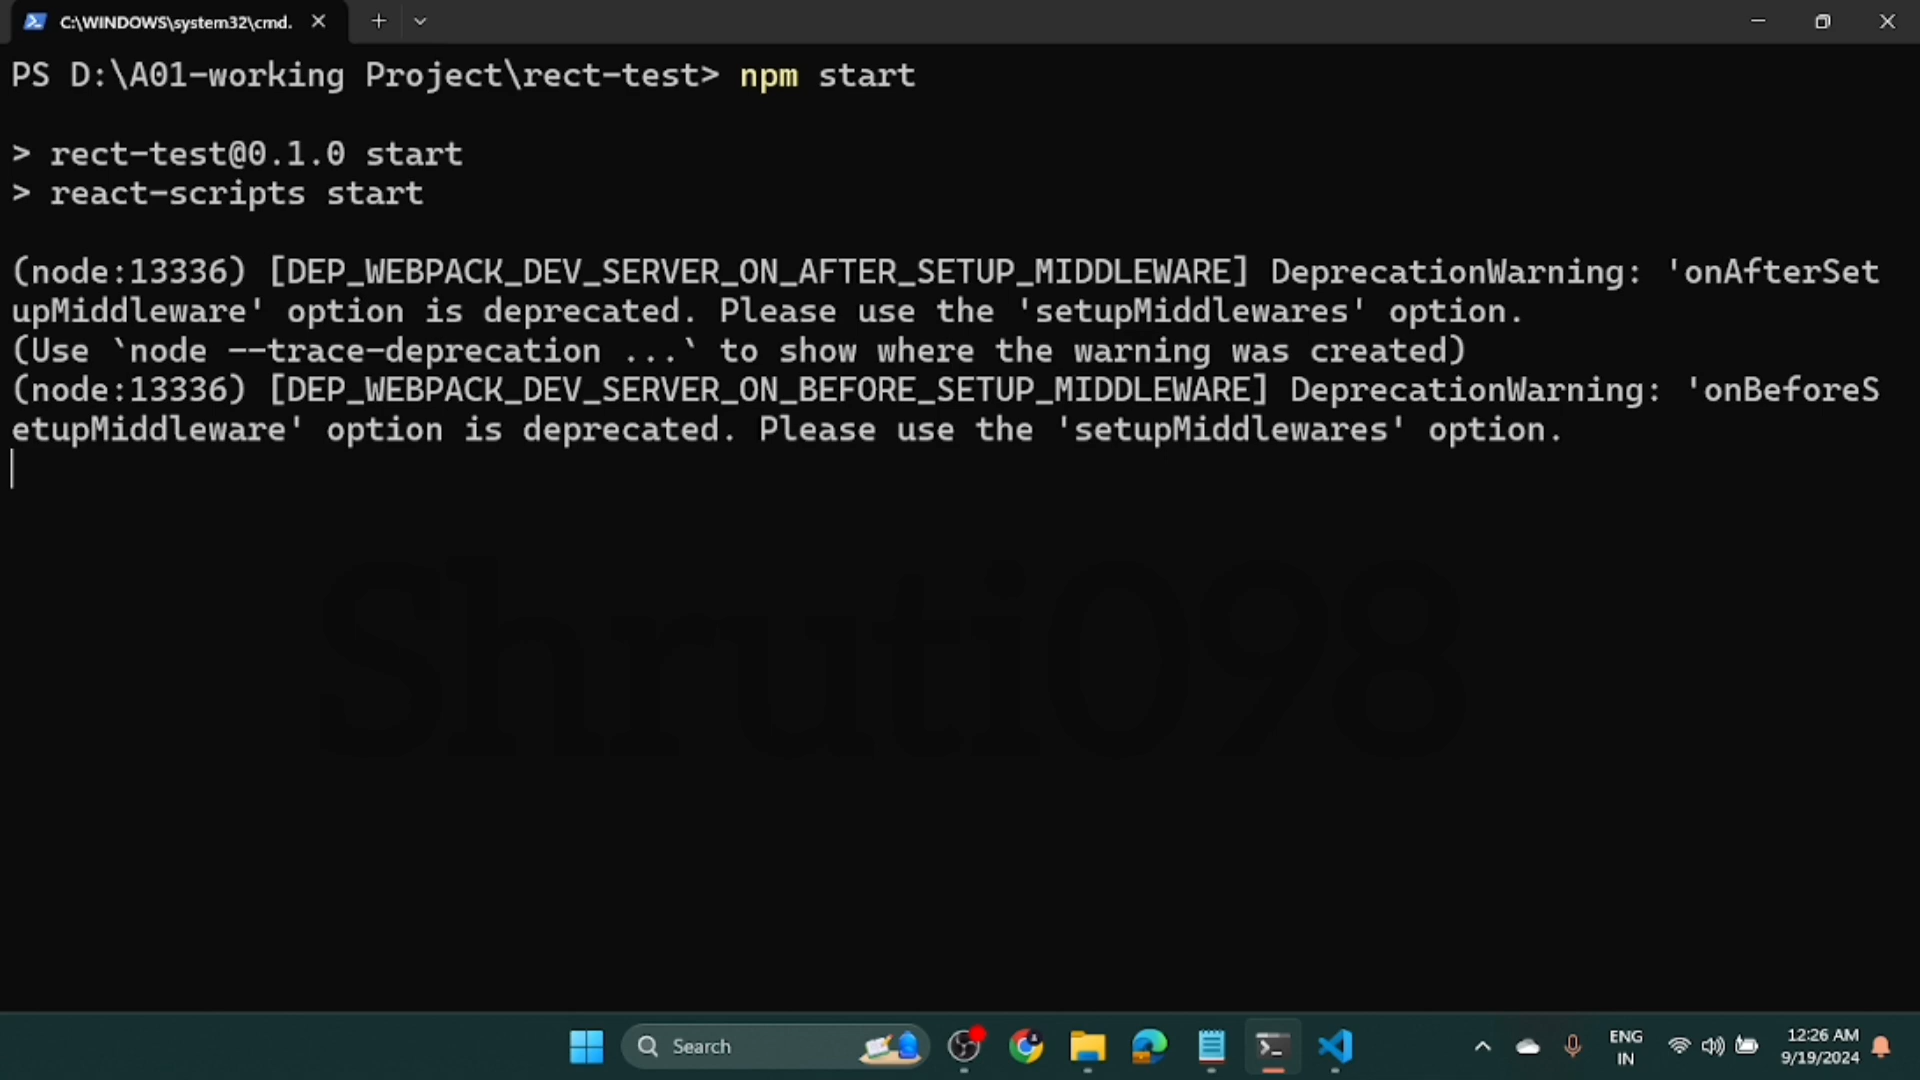 C:\WINDOWS\system32\cmd.
PS D:\A01-working Project\rect-test> npm start
> rect-test@0.1.0 start
> react-scripts start
(node:13336) [DEP_WEBPACK_DEV_SERVER_ON_AFTER_SETUP_MIDDLEWARE] DeprecationWarning: 'onAfterSet
upMiddleware' option is deprecated. Please use the 'setupMiddlewares' option.
(Use `node --trace-deprecation ...` to show where the warning was created)
(node:13336) [DEP_WEBPACK_DEV_SERVER_ON_BEFORE_SETUP_MIDDLEWARE] DeprecationWarning: 'onBeforeS
etupMiddleware' option is deprecated. Please use the 'setupMiddlewares' option.
Shruti098
Search
ENG
IN
12:26 AM
9/19/2024